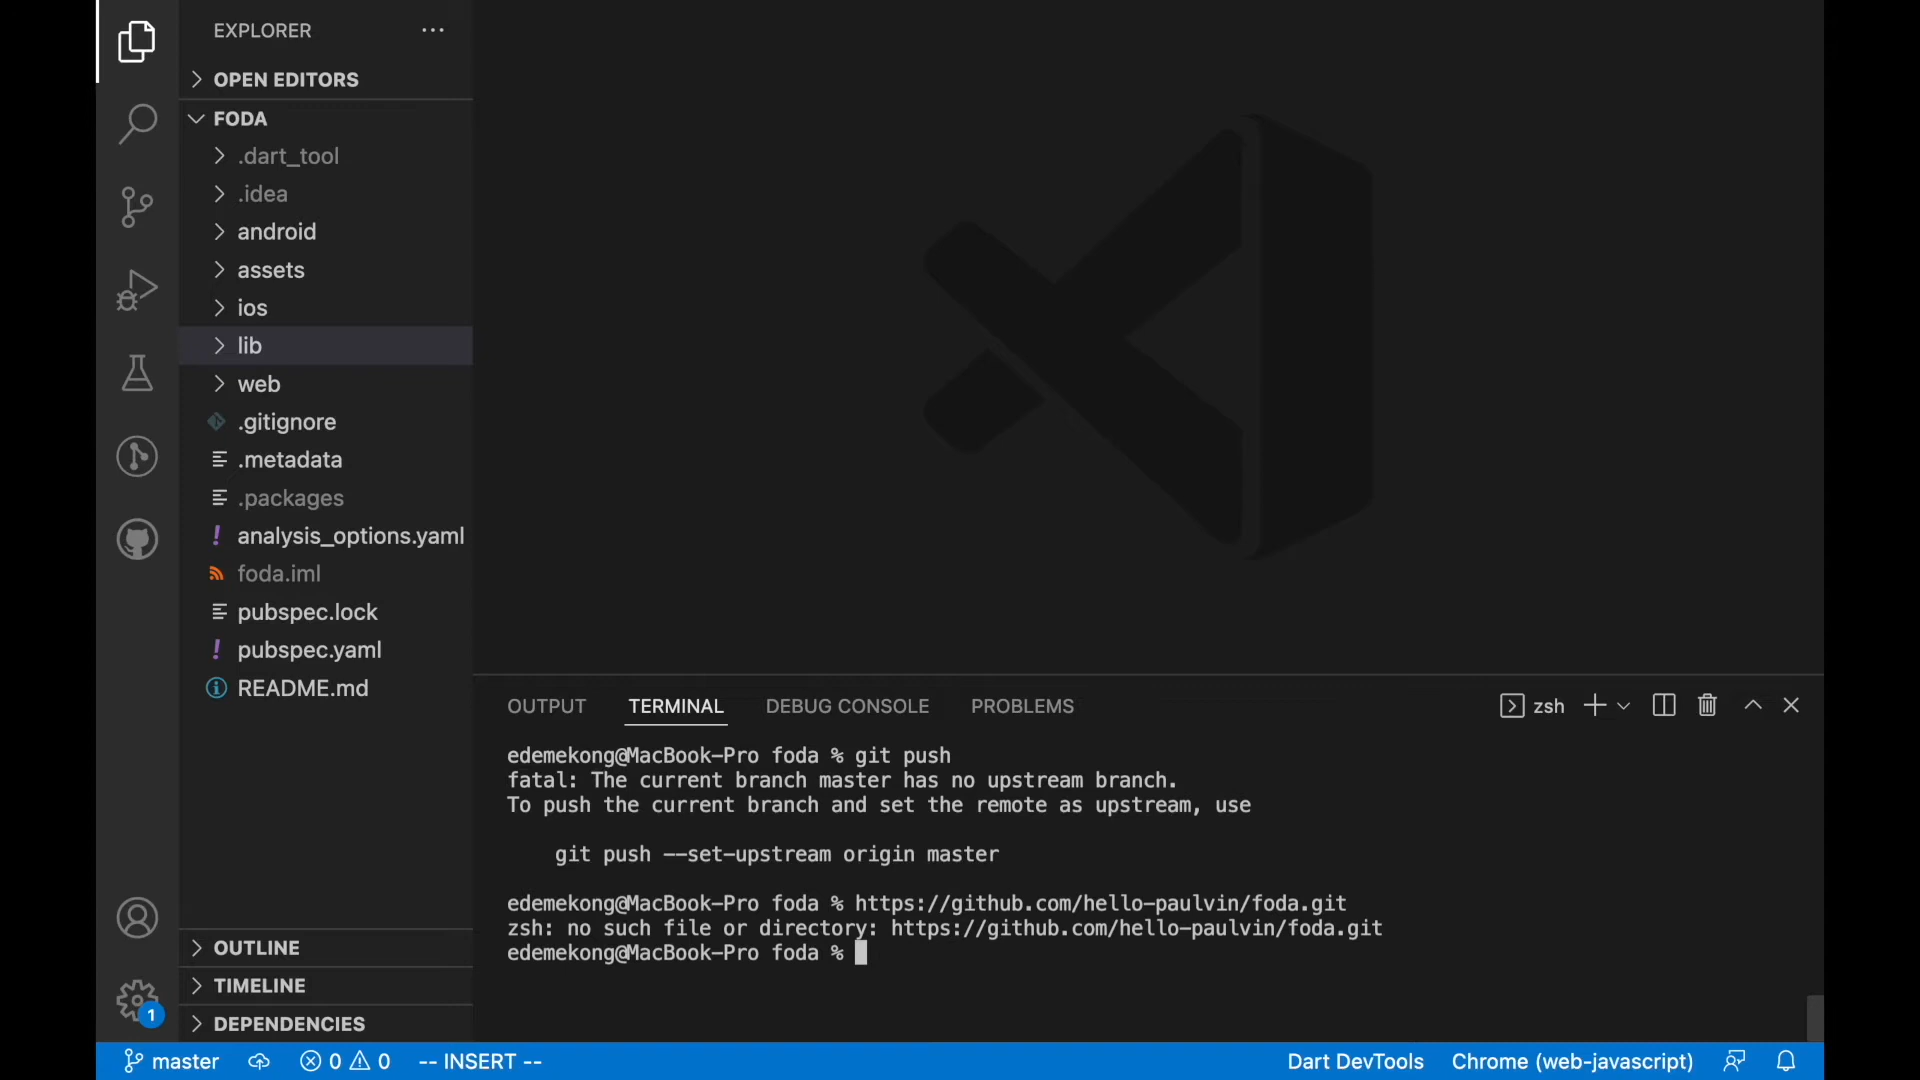 EXPLORER
OPEN EDITORS
FODA
.dart_tool
.idea
android
assets
ios
lib
web
.gitignore
.metadata
.packages
! analysis_options.yaml
foda.iml
pubspec.lock
! pubspec.yaml
README.md
OUTLINE
TIMELINE
DEPENDENCIES
1
OUTPUT TERMINAL DEBUG CONSOLE PROBLEMS zsh
edemekong@MacBook-Pro foda % git push
fatal: The current branch master has no upstream branch.
To push the current branch and set the remote as upstream, use
git push --set-upstream origin master
edemekong@MacBook-Pro foda % https://github.com/hello-paulvin/foda.git
zsh: no such file or directory: https://github.com/hello-paulvin/foda.git
edemekong@MacBook-Pro foda %
master 0 0 -- INSERT -- Dart DevTools Chrome (web-javascript)